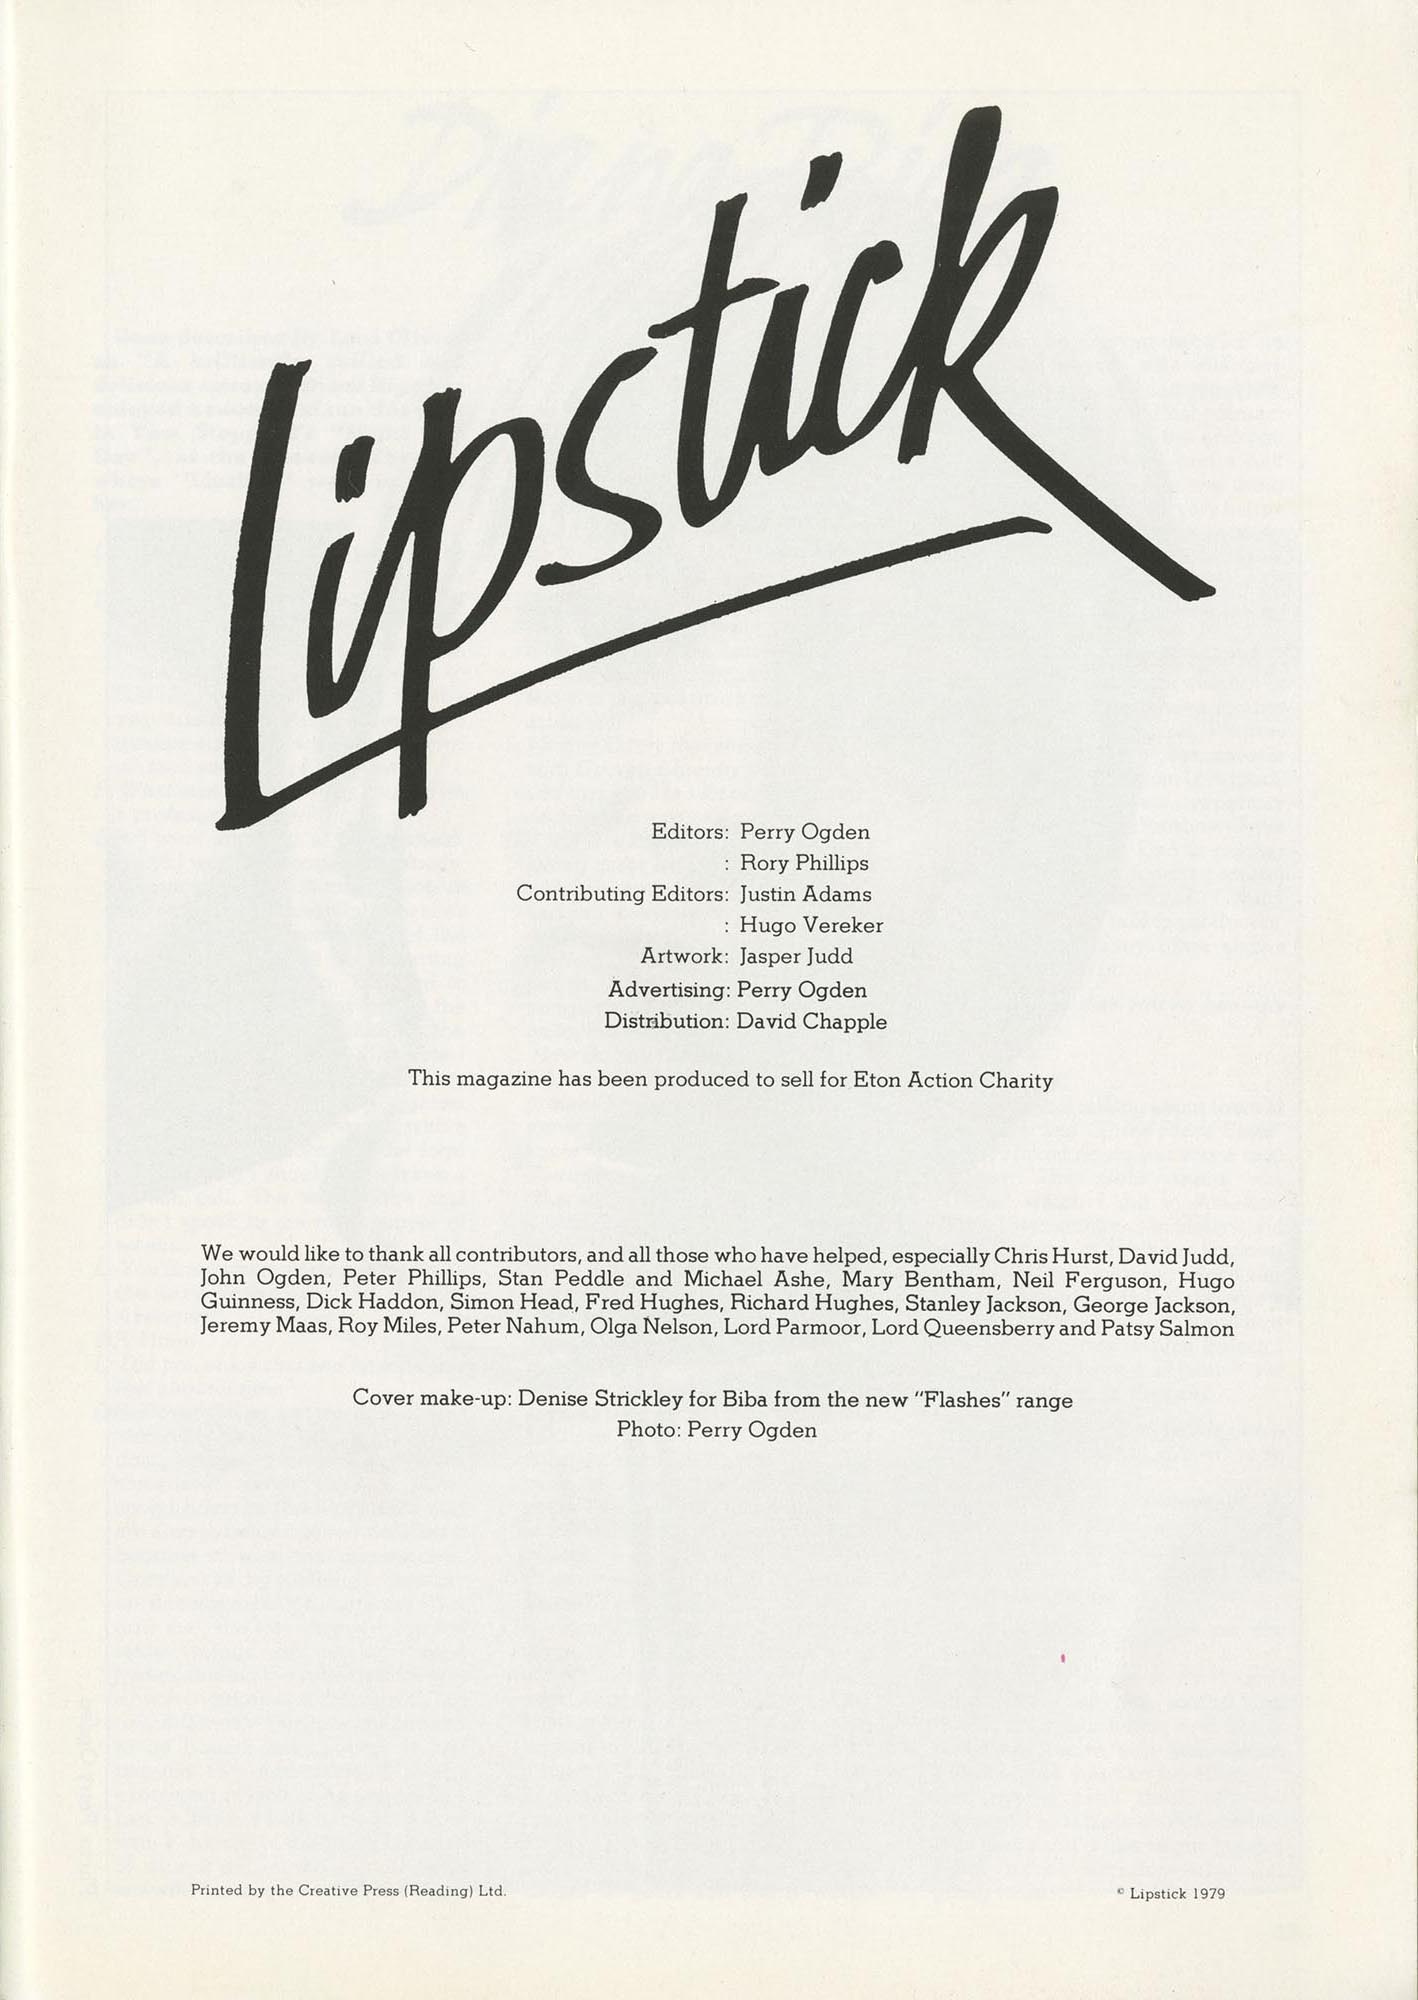 Lipstick
Editors: Perry Ogden
: Rory Phillips
Contributing Editors: Justin Adams
: Hugo Vereker
Artwork: Jasper Judd
Advertising: Perry Ogden
Distribution: David Chapple
This magazine has been produced to sell for Eton Action Charity
We would like to thank all contributors, and all those who have helped, especially Chris Hurst, David Judd,
John Ogden, Peter Phillips, Stan Peddle and Michael Ashe, Mary Bentham, Neil Ferguson, Hugo
Guinness, Dick Haddon, Simon Head, Fred Hughes, Richard Hughes, Stanley Jackson, George Jackson,
Jeremy Maas, Roy Miles, Peter Nahum, Olga Nelson, Lord Parmoor, Lord Queensberry and Patsy Salmon
Cover make-up: Denise Strickley for Biba from the new "Flashes" range
Photo: Perry Ogden
Printed by the Creative Press (Reading) Ltd.
© Lipstick 1979